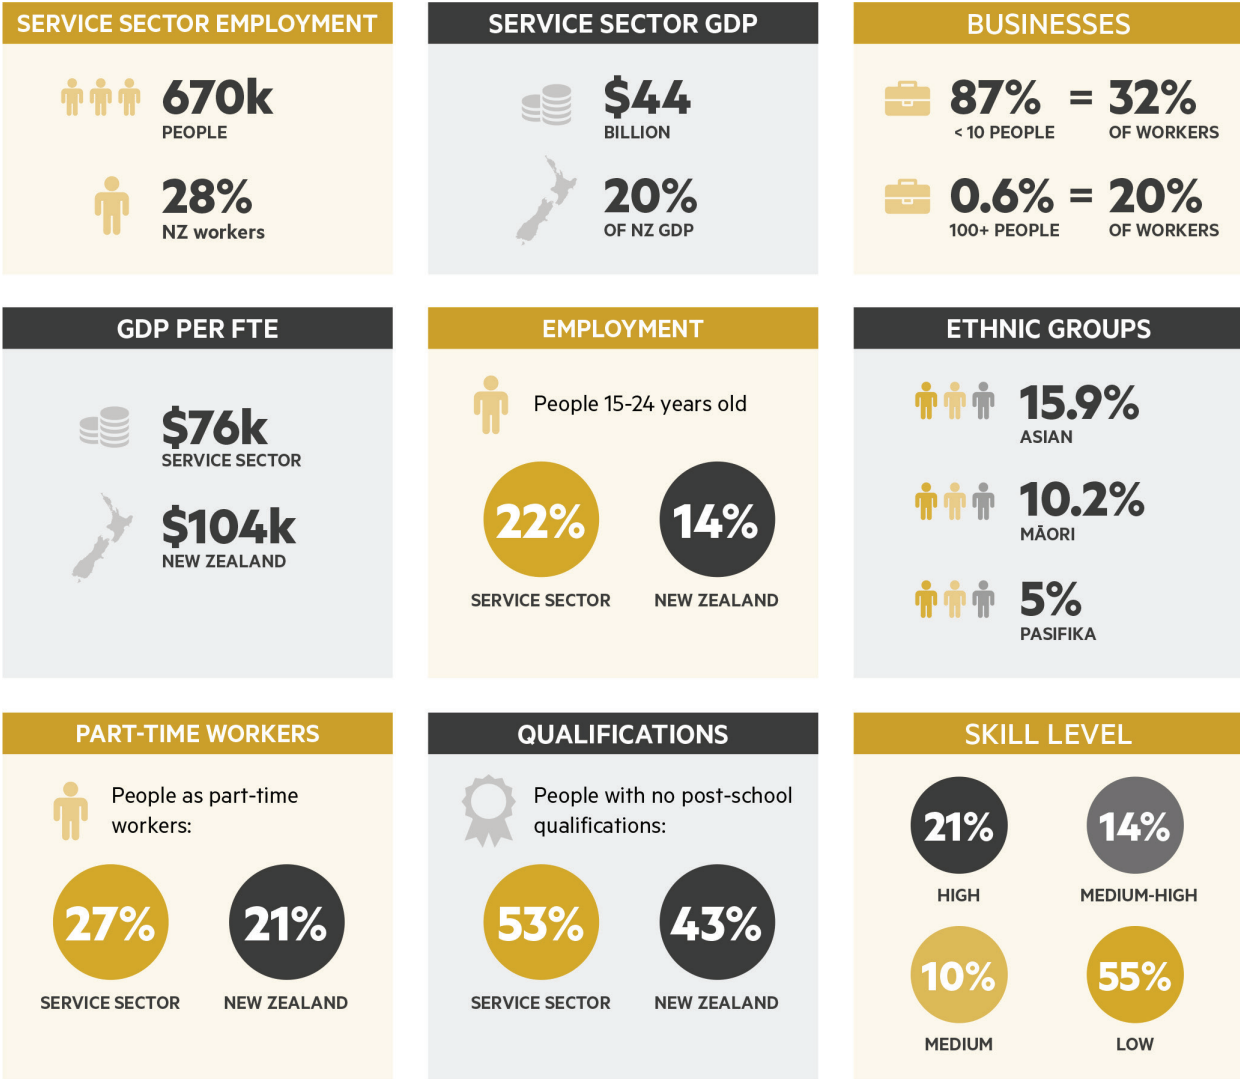 SERVICE SECTOR EMPLOYMENT
670k
PEOPLE
28%
NZ workers
SERVICE SECTOR GDP
$44
BILLION
20%
OF NZ GDP
BUSINESSES
87% = 32%
< 10 PEOPLE OF WORKERS
0.6% = 20%
100+ PEOPLE OF WORKERS
GDP PER FTE
$76k
SERVICE SECTOR
$104k
NEW ZEALAND
EMPLOYMENT
People 15-24 years old
22% 14%
SERVICE SECTOR NEW ZEALAND
ETHNIC GROUPS
15.9%
ASIAN
10.2%
MĀORI
5%
PASIFIKA
PART-TIME WORKERS
People as part-time
workers:
27% 21%
SERVICE SECTOR NEW ZEALAND
QUALIFICATIONS
People with no post-school
qualifications:
53% 43%
SERVICE SECTOR NEW ZEALAND
SKILL LEVEL
21% 14%
HIGH MEDIUM-HIGH
10% 55%
MEDIUM LOW